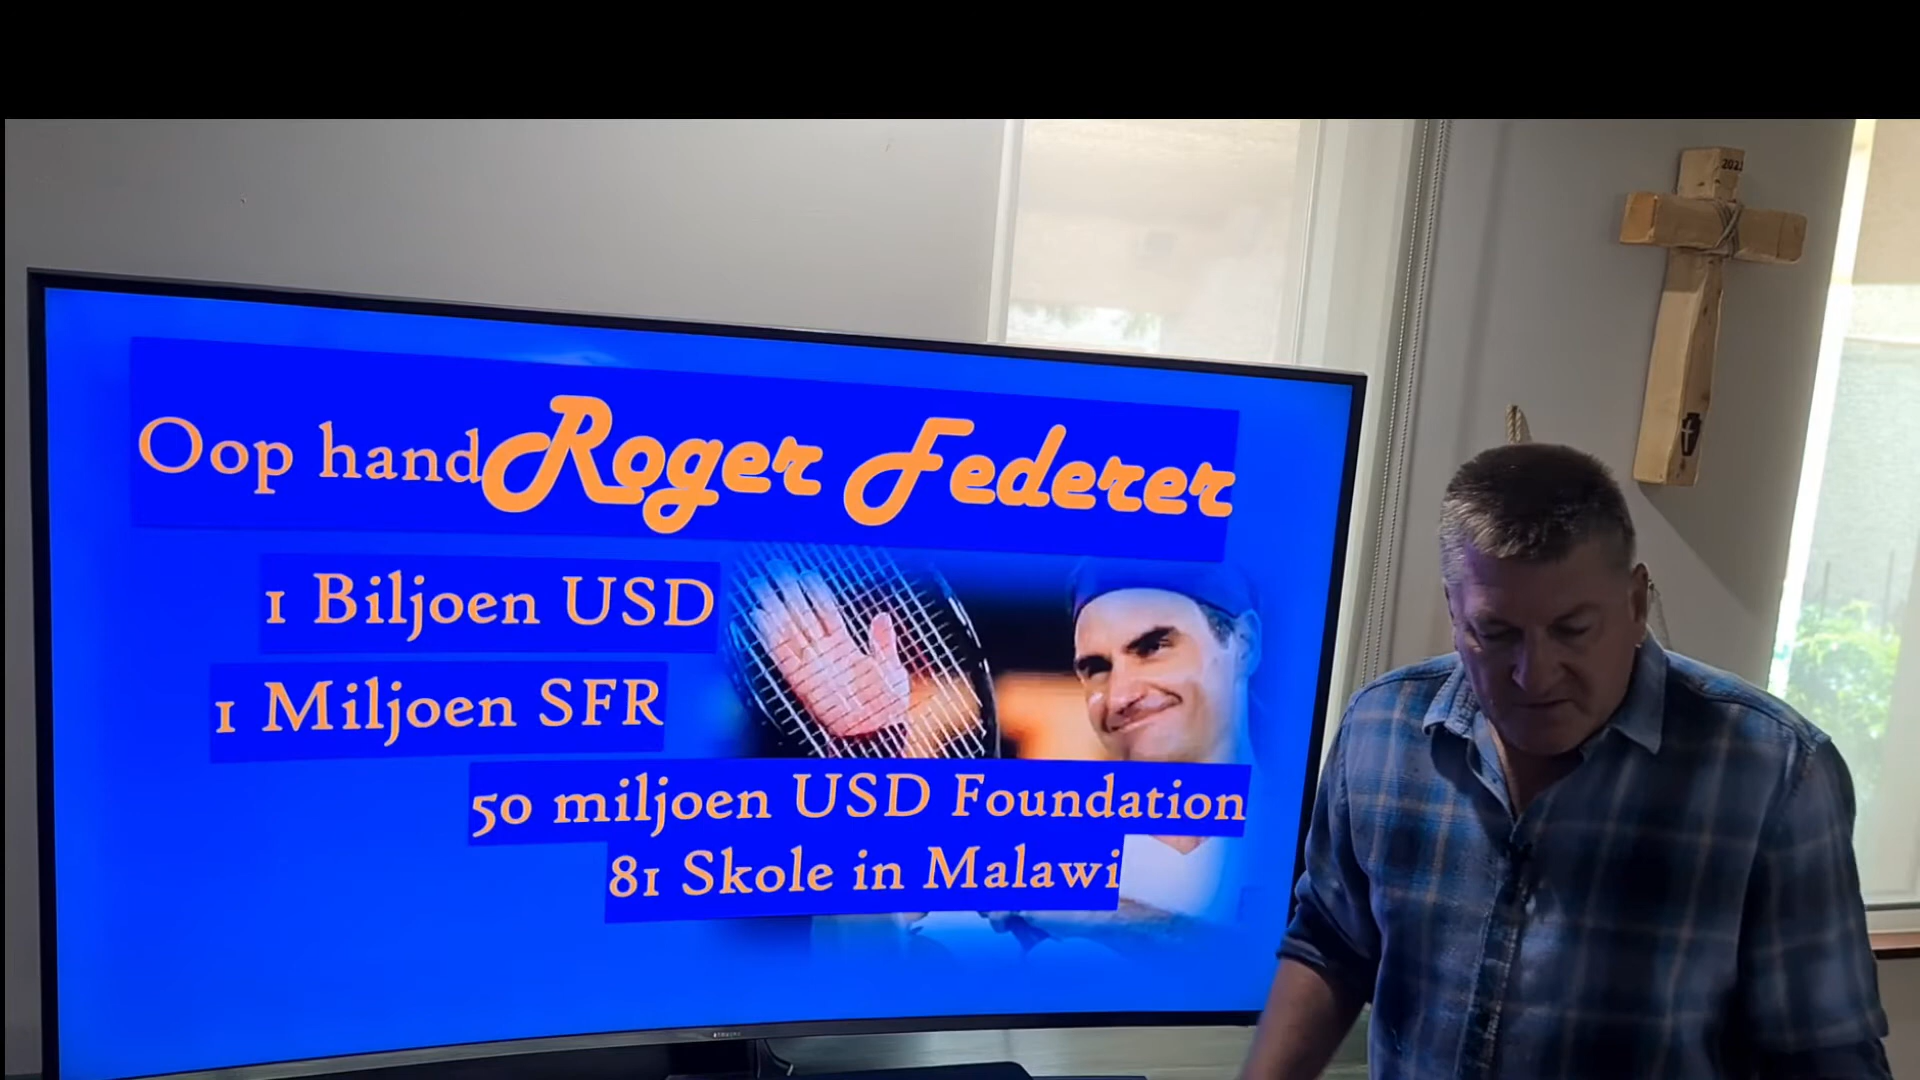 Oop hand Roger Federer
1 Biljoen USD
1 Miljoen SFR
50 miljoen USD Foundation
81 Skole in Malawi